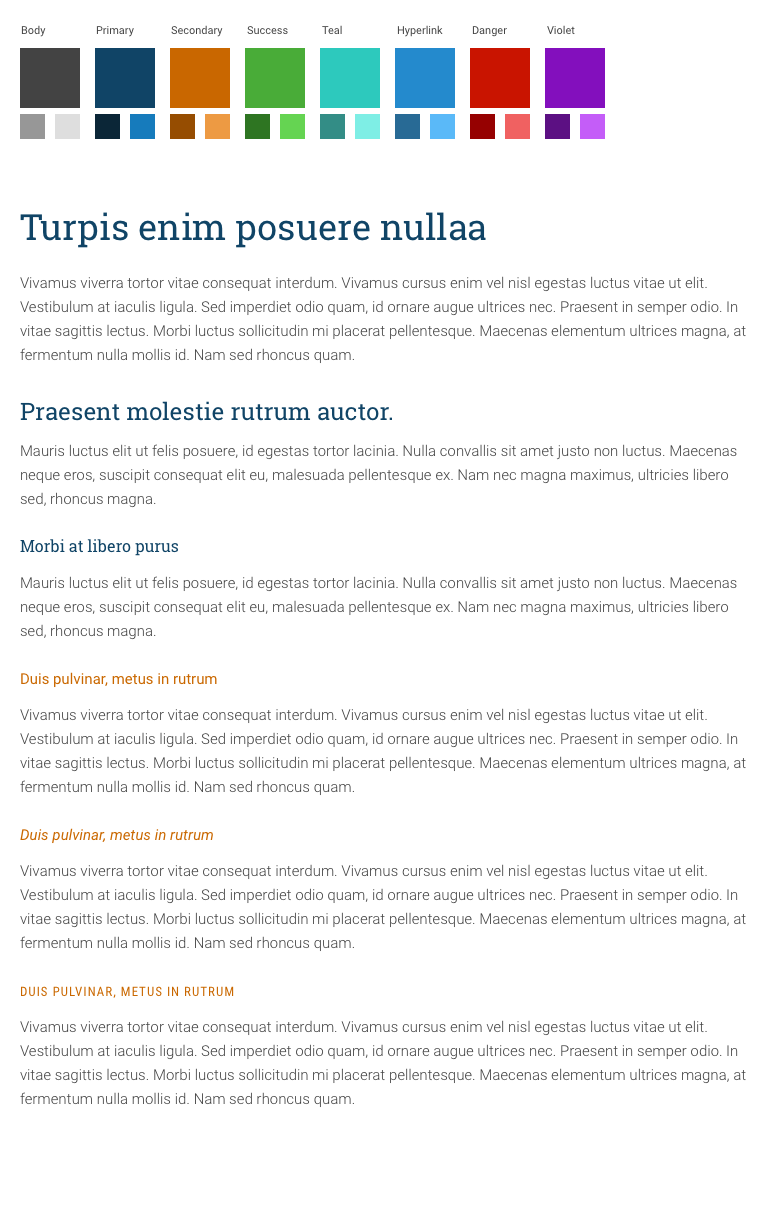 Body Primary Secondary Success Teal Hyperlink Danger Violet
Turpis enim posuere nullaa
Vivamus viverra tortor vitae consequat interdum. Vivamus cursus enim vel nisl egestas luctus vitae ut elit.
Vestibulum at iaculis ligula. Sed imperdiet odio quam, id ornare augue ultrices nec. Praesent in semper odio. In
vitae sagittis lectus. Morbi luctus sollicitudin mi placerat pellentesque. Maecenas elementum ultrices magna, at
fermentum nulla mollis id. Nam sed rhoncus quam.
Praesent molestie rutrum auctor.
Mauris luctus elit ut felis posuere, id egestas tortor lacinia. Nulla convallis sit amet justo non luctus. Maecenas
neque eros, suscipit consequat elit eu, malesuada pellentesque ex. Nam nec magna maximus, ultricies libero
sed, rhoncus magna.
Morbi at libero purus
Mauris luctus elit ut felis posuere, id egestas tortor lacinia. Nulla convallis sit amet justo non luctus. Maecenas
neque eros, suscipit consequat elit eu, malesuada pellentesque ex. Nam nec magna maximus, ultricies libero
sed, rhoncus magna.
Duis pulvinar, metus in rutrum
Vivamus viverra tortor vitae consequat interdum. Vivamus cursus enim vel nisl egestas luctus vitae ut elit.
Vestibulum at iaculis ligula. Sed imperdiet odio quam, id ornare augue ultrices nec. Praesent in semper odio. In
vitae sagittis lectus. Morbi luctus sollicitudin mi placerat pellentesque. Maecenas elementum ultrices magna, at
fermentum nulla mollis id. Nam sed rhoncus quam.
Duis pulvinar, metus in rutrum
Vivamus viverra tortor vitae consequat interdum. Vivamus cursus enim vel nisl egestas luctus vitae ut elit.
Vestibulum at iaculis ligula. Sed imperdiet odio quam, id ornare augue ultrices nec. Praesent in semper odio. In
vitae sagittis lectus. Morbi luctus sollicitudin mi placerat pellentesque. Maecenas elementum ultrices magna, at
fermentum nulla mollis id. Nam sed rhoncus quam.
DUIS PULVINAR, METUS IN RUTRUM
Vivamus viverra tortor vitae consequat interdum. Vivamus cursus enim vel nisl egestas luctus vitae ut elit.
Vestibulum at iaculis ligula. Sed imperdiet odio quam, id ornare augue ultrices nec. Praesent in semper odio. In
vitae sagittis lectus. Morbi luctus sollicitudin mi placerat pellentesque. Maecenas elementum ultrices magna, at
fermentum nulla mollis id. Nam sed rhoncus quam.